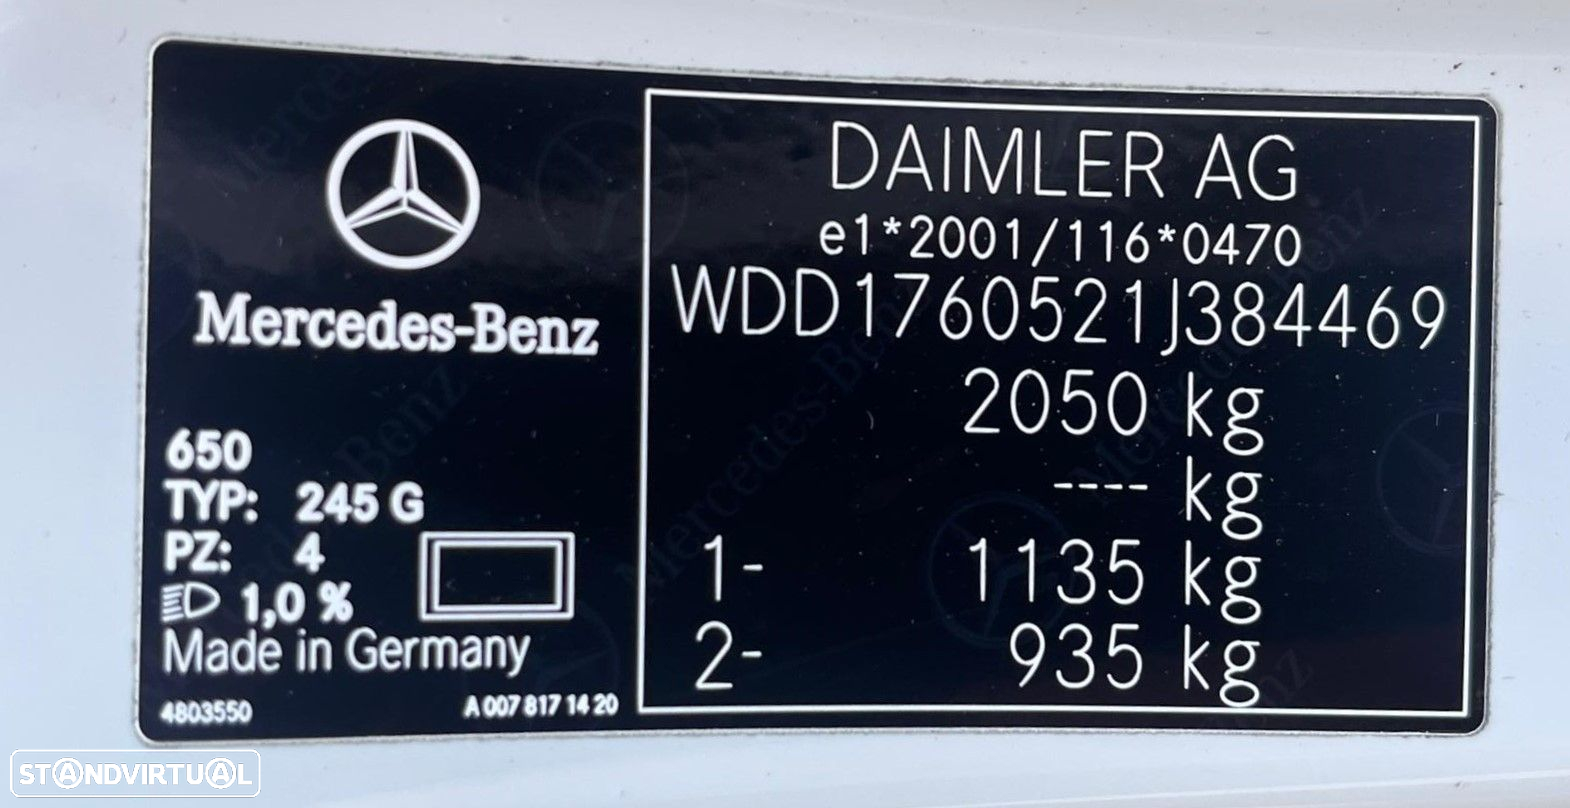 Mercedes-Benz
650
TYP: 245 G
PZ: 4
1,0 %
Made in Germany
4803550
A 007 817 14 20
DAIMLER AG
e1*2001/116*0470
WDD1760521J384469
2050 kg
---- kg
1- 1135 kg
2- 935 kg
STANDVIRTUAL